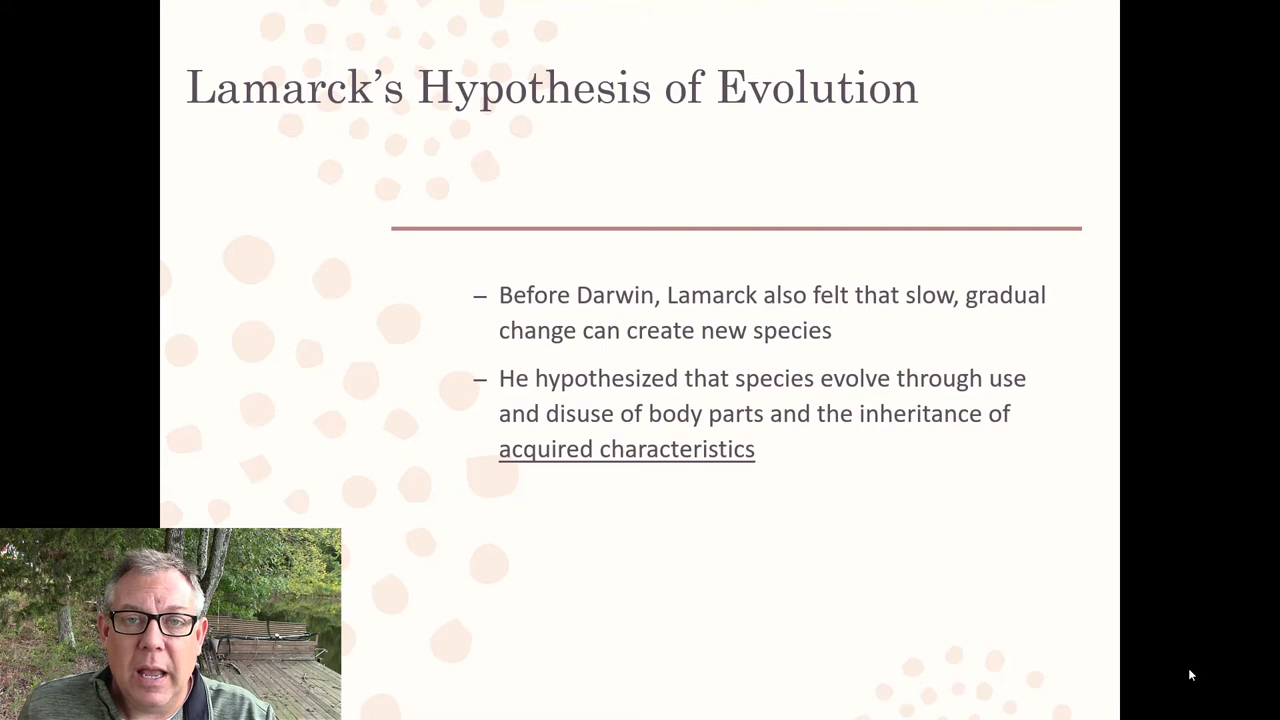 Lamarck’s Hypothesis of Evolution
– Before Darwin, Lamarck also felt that slow, gradual
change can create new species
– He hypothesized that species evolve through use
and disuse of body parts and the inheritance of
acquired characteristics